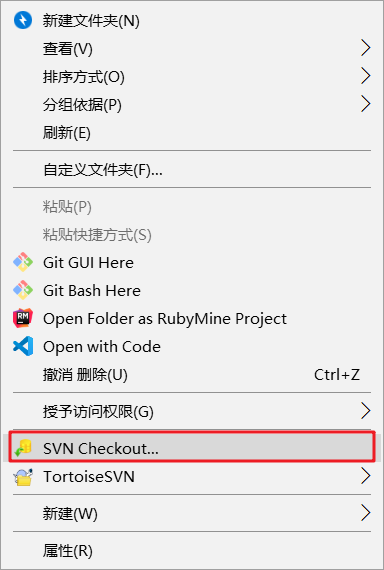 新建文件夹(N)
查看(V)
排序方式(O)
分组依据(P)
刷新(E)
自定义文件夹(F)...
粘贴(P)
粘贴快捷方式(S)
Git GUI Here
Git Bash Here
Open Folder as RubyMine Project
Open with Code
撤消 删除(U) Ctrl+Z
授予访问权限(G)
SVN Checkout...
TortoiseSVN
新建(W)
属性(R)